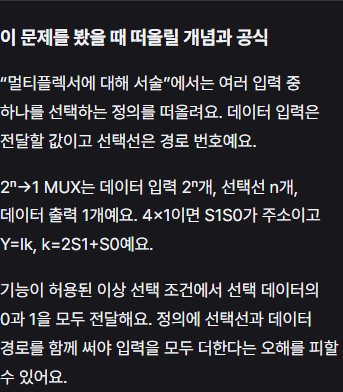 이 문제를 봤을 때 떠올릴 개념과 공식
“멀티플렉서에 대해 서술”에서는 여러 입력 중
하나를 선택하는 정의를 떠올려요. 데이터 입력은
전달할 값이고 선택선은 경로 번호예요.
2ⁿ→1 MUX는 데이터 입력 2ⁿ개, 선택선 n개,
데이터 출력 1개예요. 4×1이면 S1S0가 주소이고
Y=Ik, k=2S1+S0예요.
기능이 허용된 이상 선택 조건에서 선택 데이터의
0과 1을 모두 전달해요. 정의에 선택선과 데이터
경로를 함께 써야 입력을 모두 더한다는 오해를 피할
수 있어요.